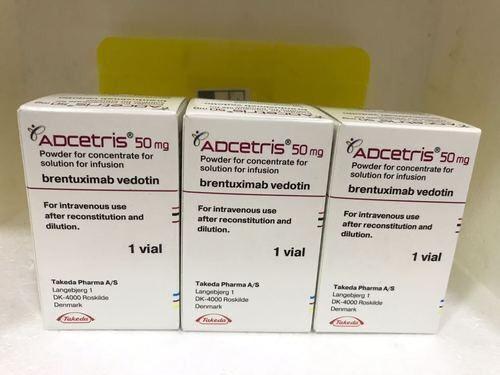 ADCETRIS® 50 mg
Powder for concentrate for
solution for infusion
brentuximab vedotin
For intravenous use
after reconstitution and
dilution.
1 vial
Takeda Pharma A/S
Langebjerg 1
DK-4000 Roskilde
Denmark
Takeda
ADCETRIS® 50 mg
Powder for concentrate for
solution for infusion
brentuximab vedotin
For intravenous use
after reconstitution and
dilution.
1 vial
Takeda Pharma A/S
Langebjerg 1
DK-4000 Roskilde
Denmark
Takeda
ADCETRIS® 50 mg
Powder for concentrate for
solution for infusion
brentuximab vedotin
For intravenous use
after reconstitution and
dilution.
1 vial
Takeda Pharma A/S
Langebjerg 1
DK-4000 Roskilde
Denmark
Takeda